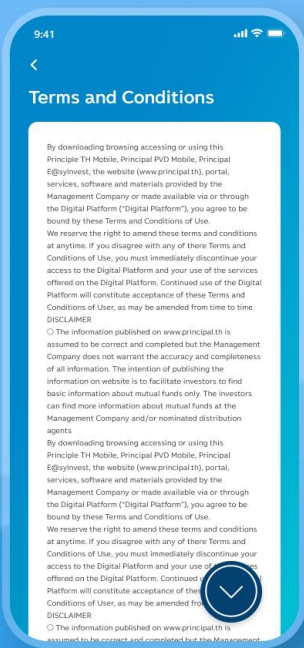 9:41
Terms and Conditions
By downloading browsing accessing or using this
Principle TH Mobile, Principal PVD Mobile, Principal
E@syInvest, the website (www.principal.th), portal,
services, software and materials provided by the
Management Company or made available via or through
the Digital Platform (“Digital Platform”), you agree to be
bound by these Terms and Conditions of Use.
We reserve the right to amend these terms and conditions
at anytime. If you disagree with any of there Terms and
Conditions of Use, you must immediately discontinue your
access to the Digital Platform and your use of the services
offered on the Digital Platform. Continued use of the Digital
Platform will constitute acceptance of these Terms and
Conditions of User, as may be amended from time to time.
DISCLAIMER
○ The information published on www.principal.th is
assumed to be correct and completed but the Management
Company does not warrant the accuracy and completeness
of all information. The intention of publishing the
information on website is to facilitate investors to find
basic information about mutual funds only. The investors
can find more information about mutual funds at the
Management Company and/or nominated distribution
agents
By downloading browsing accessing or using this
Principle TH Mobile, Principal PVD Mobile, Principal
E@syInvest, the website (www.principal.th), portal,
services, software and materials provided by the
Management Company or made available via or through
the Digital Platform (“Digital Platform”), you agree to be
bound by these Terms and Conditions of Use.
We reserve the right to amend these terms and conditions
at anytime. If you disagree with any of there Terms and
Conditions of Use, you must immediately discontinue your
access to the Digital Platform and your use of
offered on the Digital Platform. Continued
Platform will constitute acceptance of
Conditions of User, as may be amended
DISCLAIMER
○ The information published on www.principal.th is
assumed to be correct and completed but the Management